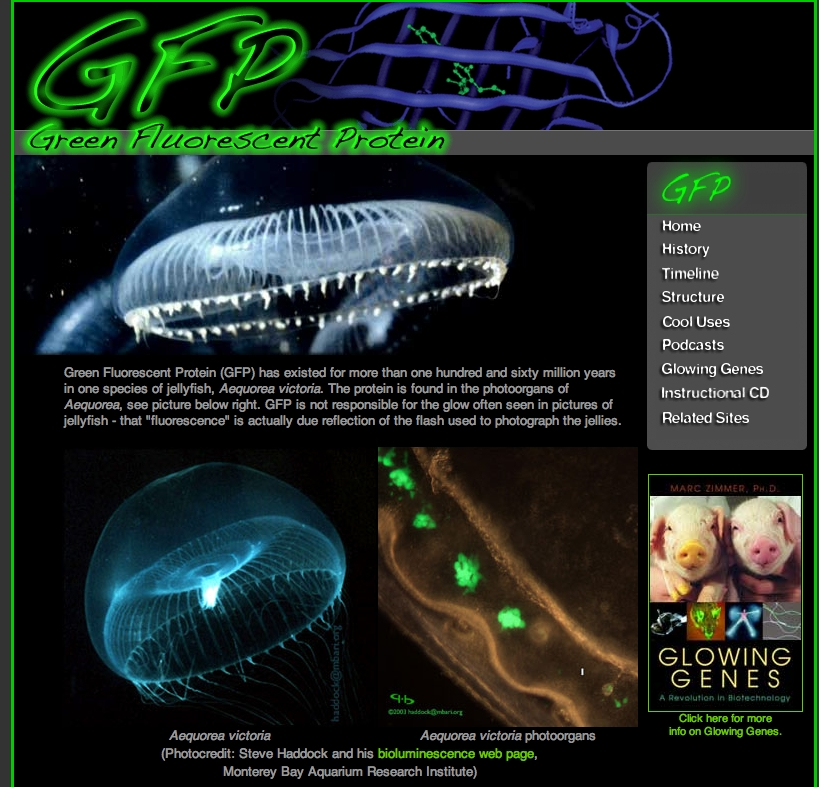 GFP
Green Fluorescent Protein
GFP
Home
History
Timeline
Structure
Cool Uses
Podcasts
Glowing Genes
Instructional CD
Related Sites
Green Fluorescent Protein (GFP) has existed for more than one hundred and sixty million years
in one species of jellyfish, Aequorea victoria. The protein is found in the photoorgans of
Aequorea, see picture below right. GFP is not responsible for the glow often seen in pictures of
jellyfish - that "fluorescence" is actually due reflection of the flash used to photograph the jellies.
haddock@mbari.org
©2003 haddock@mbari.org
Aequorea victoria
Aequorea victoria photoorgans
(Photocredit: Steve Haddock and his bioluminescence web page,
Monterey Bay Aquarium Research Institute)
MARC ZIMMER, PH.D.
GLOWING
GENES
A Revolution in Biotechnology
Click here for more
info on Glowing Genes.